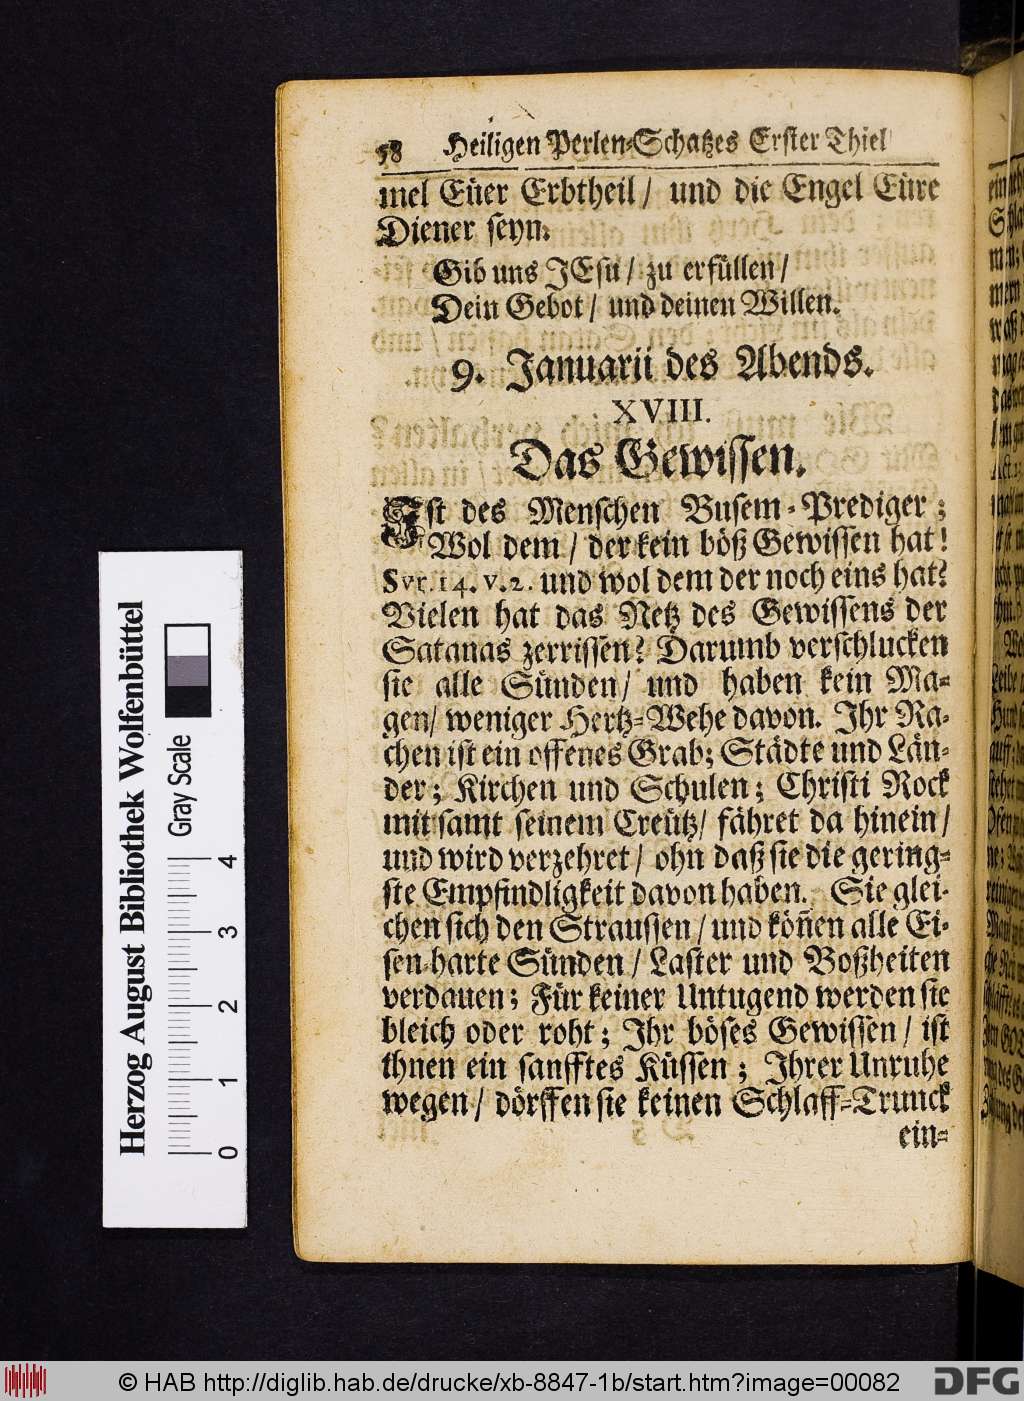 58 Heiligen Perlen-Schatzes Erster Thiel
mel Eüer Erbtheil / und die Engel Eüre
Diener seyn.
Gib uns JEsu / zu erfüllen /
Dein Gebot / und deinen Willen.
9. Januarii des Abends.
XVIII.
Das Gewissen.
Ist des Menschen Busem-Prediger;
Wol dem / der kein böß Gewissen hat!
Syr. 14. v. 2. und wol dem der noch eins hat?
Vielen hat das Netz des Gewissens der
Satanas zerrissen? Darumb verschlucken
sie alle Sünden / und haben kein Ma-
gen / weniger Hertz-Wehe davon. Ihr Ra-
chen ist ein offenes Grab; Städte und Län-
der; Kirchen und Schulen; Christi Rock
mit samt seinem Creütz / fähret da hinein /
und wird verzehret / ohn daß sie die gering-
ste Empfindligkeit davon haben. Sie glei-
chen sich den Straussen / und köñen alle Ei-
sen-harte Sünden / Laster und Boßheiten
verdauen; Für keiner Untugend werden sie
bleich oder roht; Ihr böses Gewissen / ist
ihnen ein sanfftes Küssen; Ihrer Unruhe
wegen / dörffen sie keinen Schlaff-Trunck
ein-
Herzog August Bibliothek Wolfenbüttel
Gray Scale
0 1 2 3 4
© HAB http://diglib.hab.de/drucke/xb-8847-1b/start.htm?image=00082
DFG